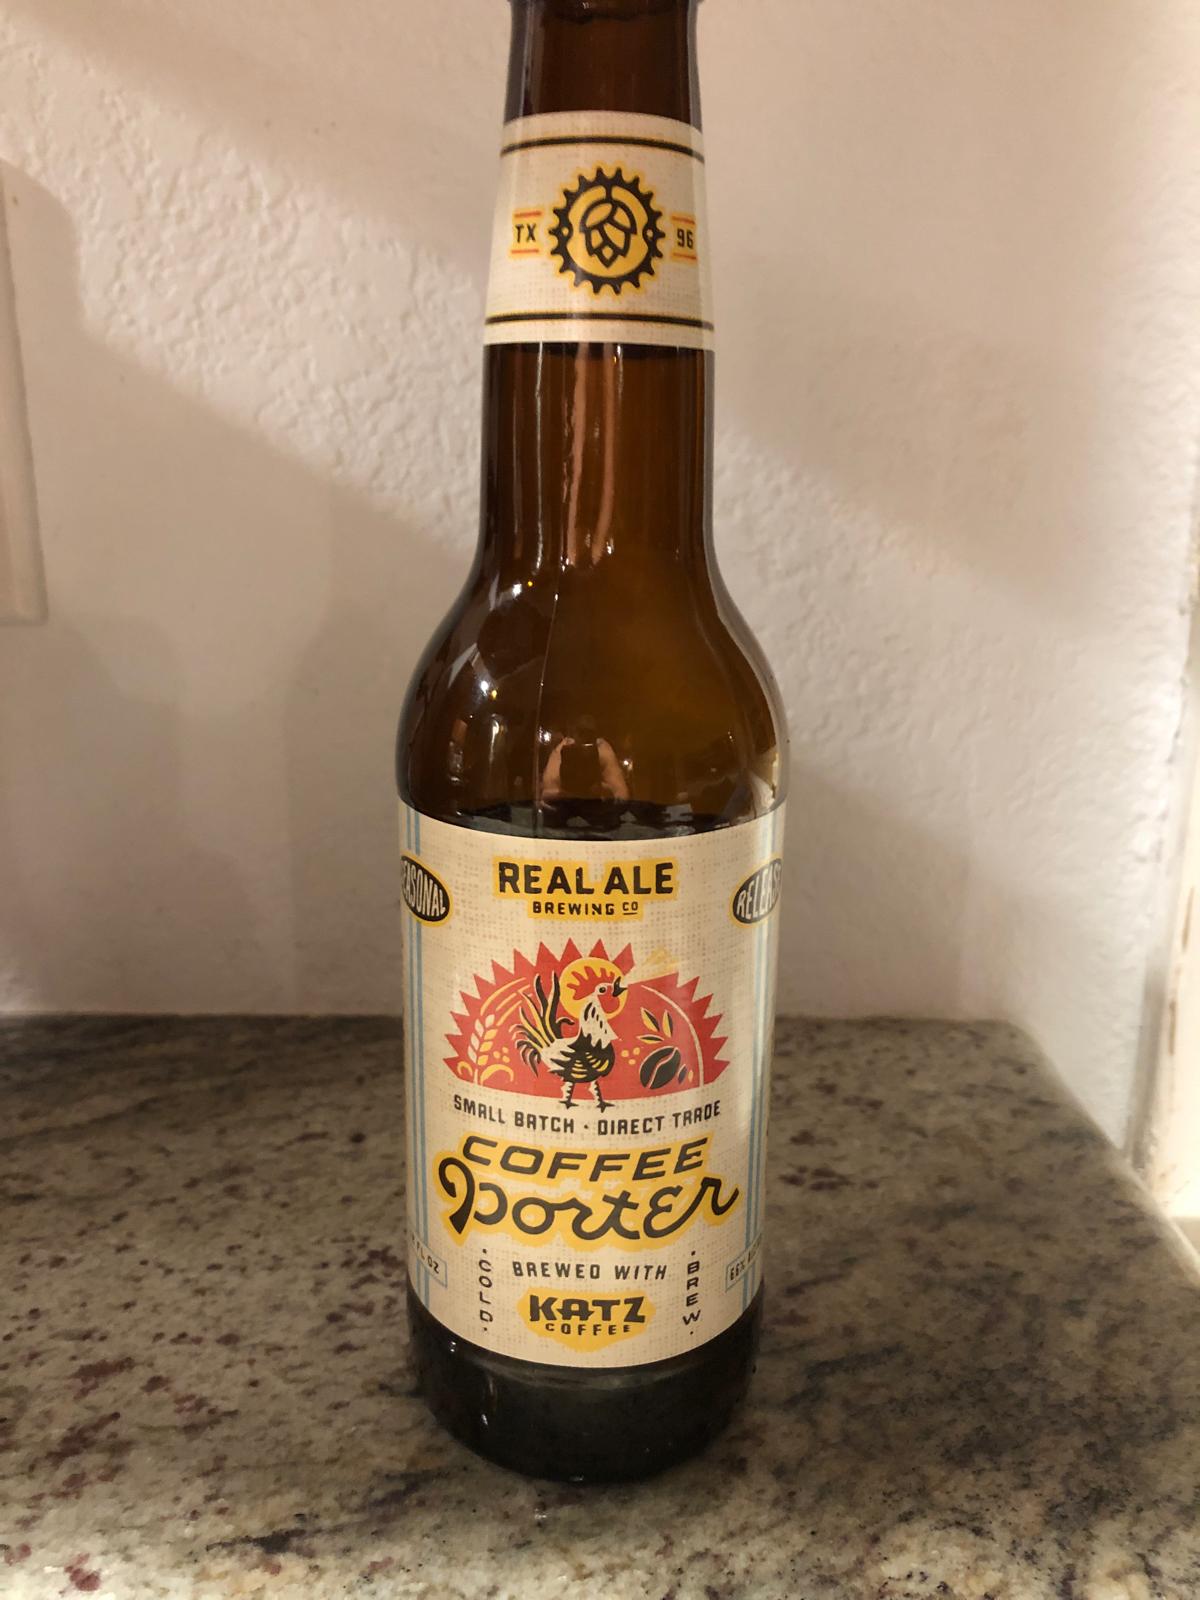 TX 96
REAL ALE
BREWING CO
SMALL BATCH · DIRECT TRADE
COFFEE
Porter
BREWED WITH
·COLD·
·BREW·
KATZ
COFFEE